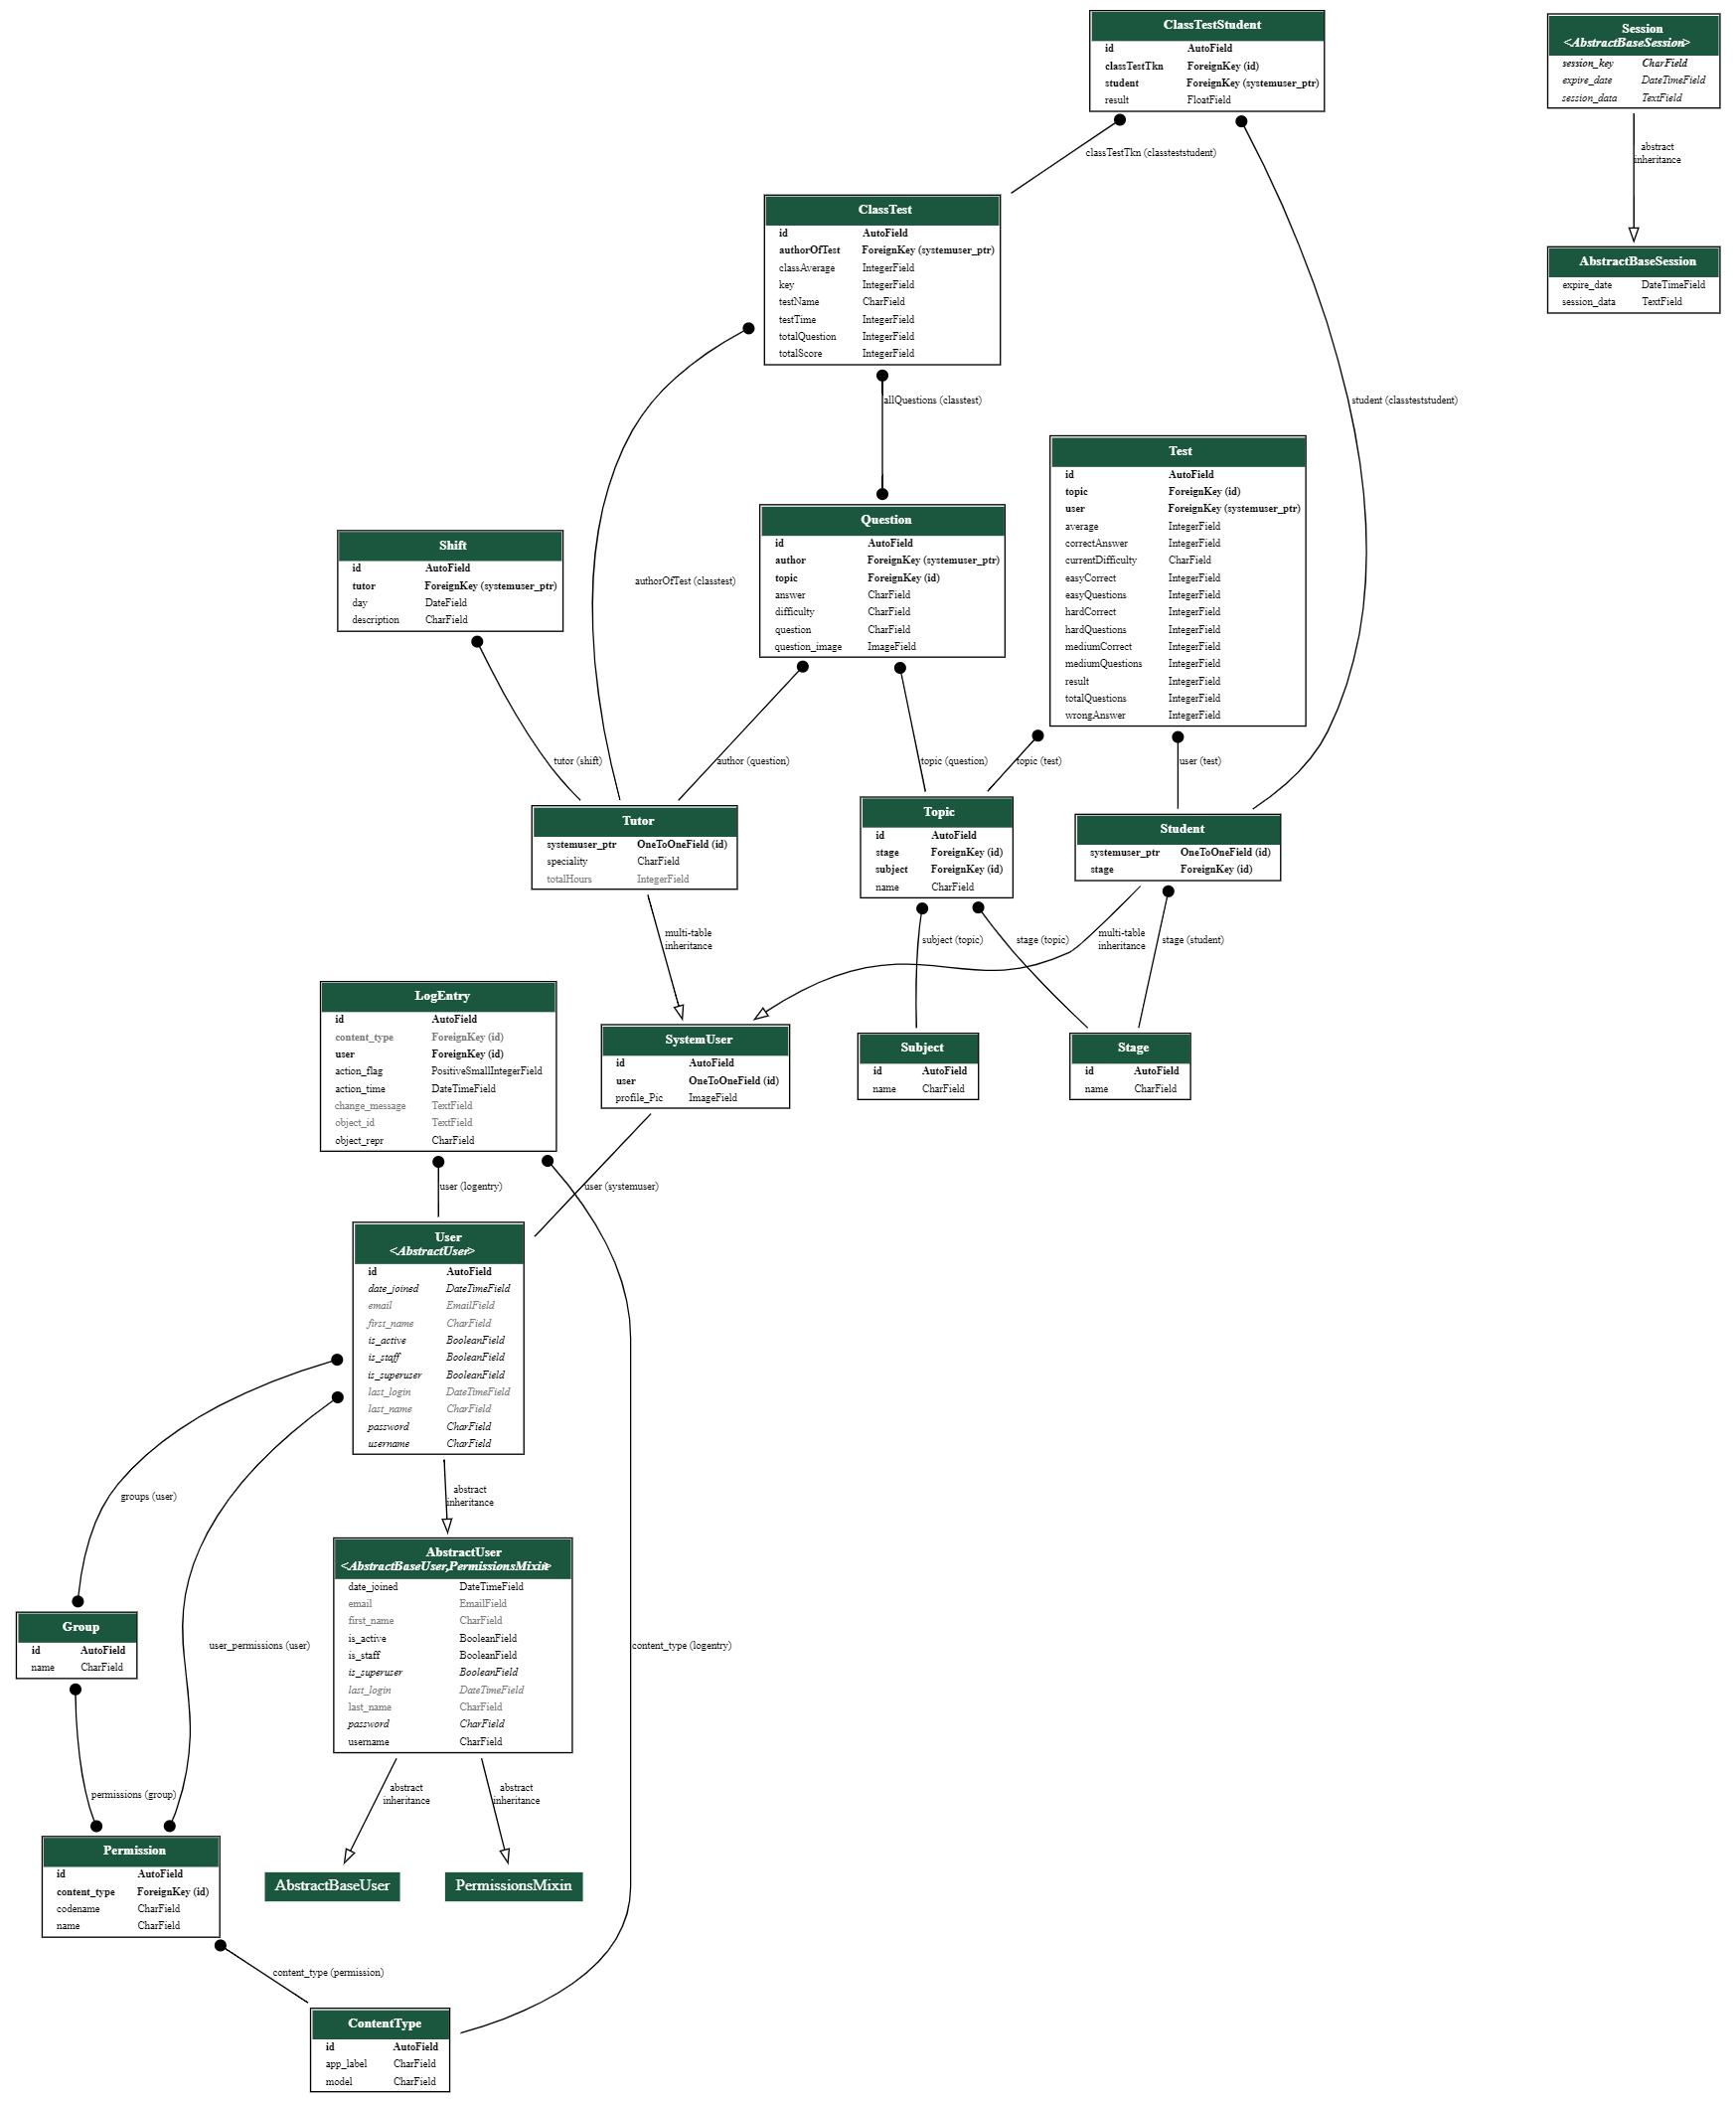 ClassTestStudent
id AutoField
classTestTkn ForeignKey (id)
student ForeignKey (systemuser_ptr)
result FloatField
Session
<AbstractBaseSession>
session_key CharField
expire_date DateTimeField
session_data TextField
classTestTkn (classteststudent)
abstract
inheritance
ClassTest
id AutoField
authorOfTest ForeignKey (systemuser_ptr)
classAverage IntegerField
key IntegerField
testName CharField
testTime IntegerField
totalQuestion IntegerField
totalScore IntegerField
AbstractBaseSession
expire_date DateTimeField
session_data TextField
allQuestions (classtest)
student (classteststudent)
Test
id AutoField
topic ForeignKey (id)
user ForeignKey (systemuser_ptr)
average IntegerField
correctAnswer IntegerField
currentDifficulty CharField
easyCorrect IntegerField
easyQuestions IntegerField
hardCorrect IntegerField
hardQuestions IntegerField
mediumCorrect IntegerField
mediumQuestions IntegerField
result IntegerField
totalQuestions IntegerField
wrongAnswer IntegerField
Question
id AutoField
author ForeignKey (systemuser_ptr)
topic ForeignKey (id)
answer CharField
difficulty CharField
question CharField
question_image ImageField
Shift
id AutoField
tutor ForeignKey (systemuser_ptr)
day DateField
description CharField
authorOfTest (classtest)
tutor (shift)
author (question)
topic (question)
topic (test)
user (test)
Tutor
systemuser_ptr OneToOneField (id)
speciality CharField
totalHours IntegerField
Topic
id AutoField
stage ForeignKey (id)
subject ForeignKey (id)
name CharField
Student
systemuser_ptr OneToOneField (id)
stage ForeignKey (id)
multi-table
inheritance
subject (topic)
stage (topic)
multi-table
inheritance
stage (student)
LogEntry
id AutoField
content_type ForeignKey (id)
user ForeignKey (id)
action_flag PositiveSmallIntegerField
action_time DateTimeField
change_message TextField
object_id TextField
object_repr CharField
SystemUser
id AutoField
user OneToOneField (id)
profile_Pic ImageField
Subject
id AutoField
name CharField
Stage
id AutoField
name CharField
user (logentry)
user (systemuser)
User
<AbstractUser>
id AutoField
date_joined DateTimeField
email EmailField
first_name CharField
is_active BooleanField
is_staff BooleanField
is_superuser BooleanField
last_login DateTimeField
last_name CharField
password CharField
username CharField
groups (user)
abstract
inheritance
AbstractUser
<AbstractBaseUser,PermissionsMixin>
date_joined DateTimeField
email EmailField
first_name CharField
is_active BooleanField
is_staff BooleanField
is_superuser BooleanField
last_login DateTimeField
last_name CharField
password CharField
username CharField
Group
id AutoField
name CharField
user_permissions (user)
content_type (logentry)
permissions (group)
abstract
inheritance
abstract
inheritance
Permission
id AutoField
content_type ForeignKey (id)
codename CharField
name CharField
AbstractBaseUser
PermissionsMixin
content_type (permission)
ContentType
id AutoField
app_label CharField
model CharField